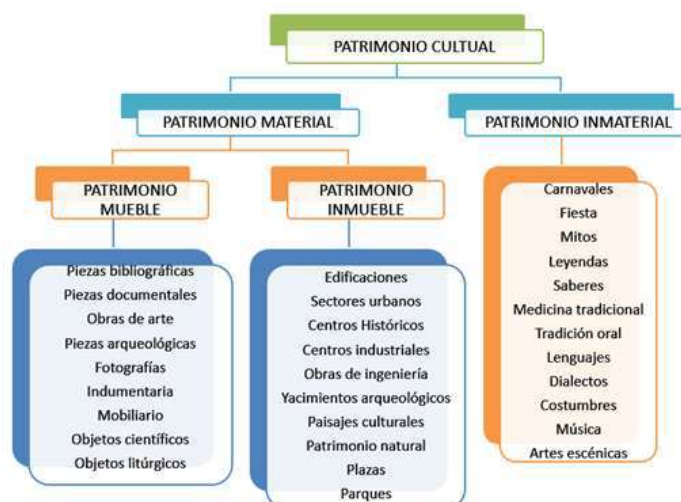 PATRIMONIO CULTUAL
PATRIMONIO MATERIAL
PATRIMONIO INMATERIAL
PATRIMONIO
MUEBLE
PATRIMONIO
INMUEBLE
Piezas bibliográficas
Piezas documentales
Obras de arte
Piezas arqueológicas
Fotografías
Indumentaria
Mobiliario
Objetos científicos
Objetos litúrgicos
Edificaciones
Sectores urbanos
Centros Históricos
Centros industriales
Obras de ingeniería
Yacimientos arqueológicos
Paisajes culturales
Patrimonio natural
Plazas
Parques
Carnavales
Fiesta
Mitos
Leyendas
Saberes
Medicina tradicional
Tradición oral
Lenguajes
Dialectos
Costumbres
Música
Artes escénicas